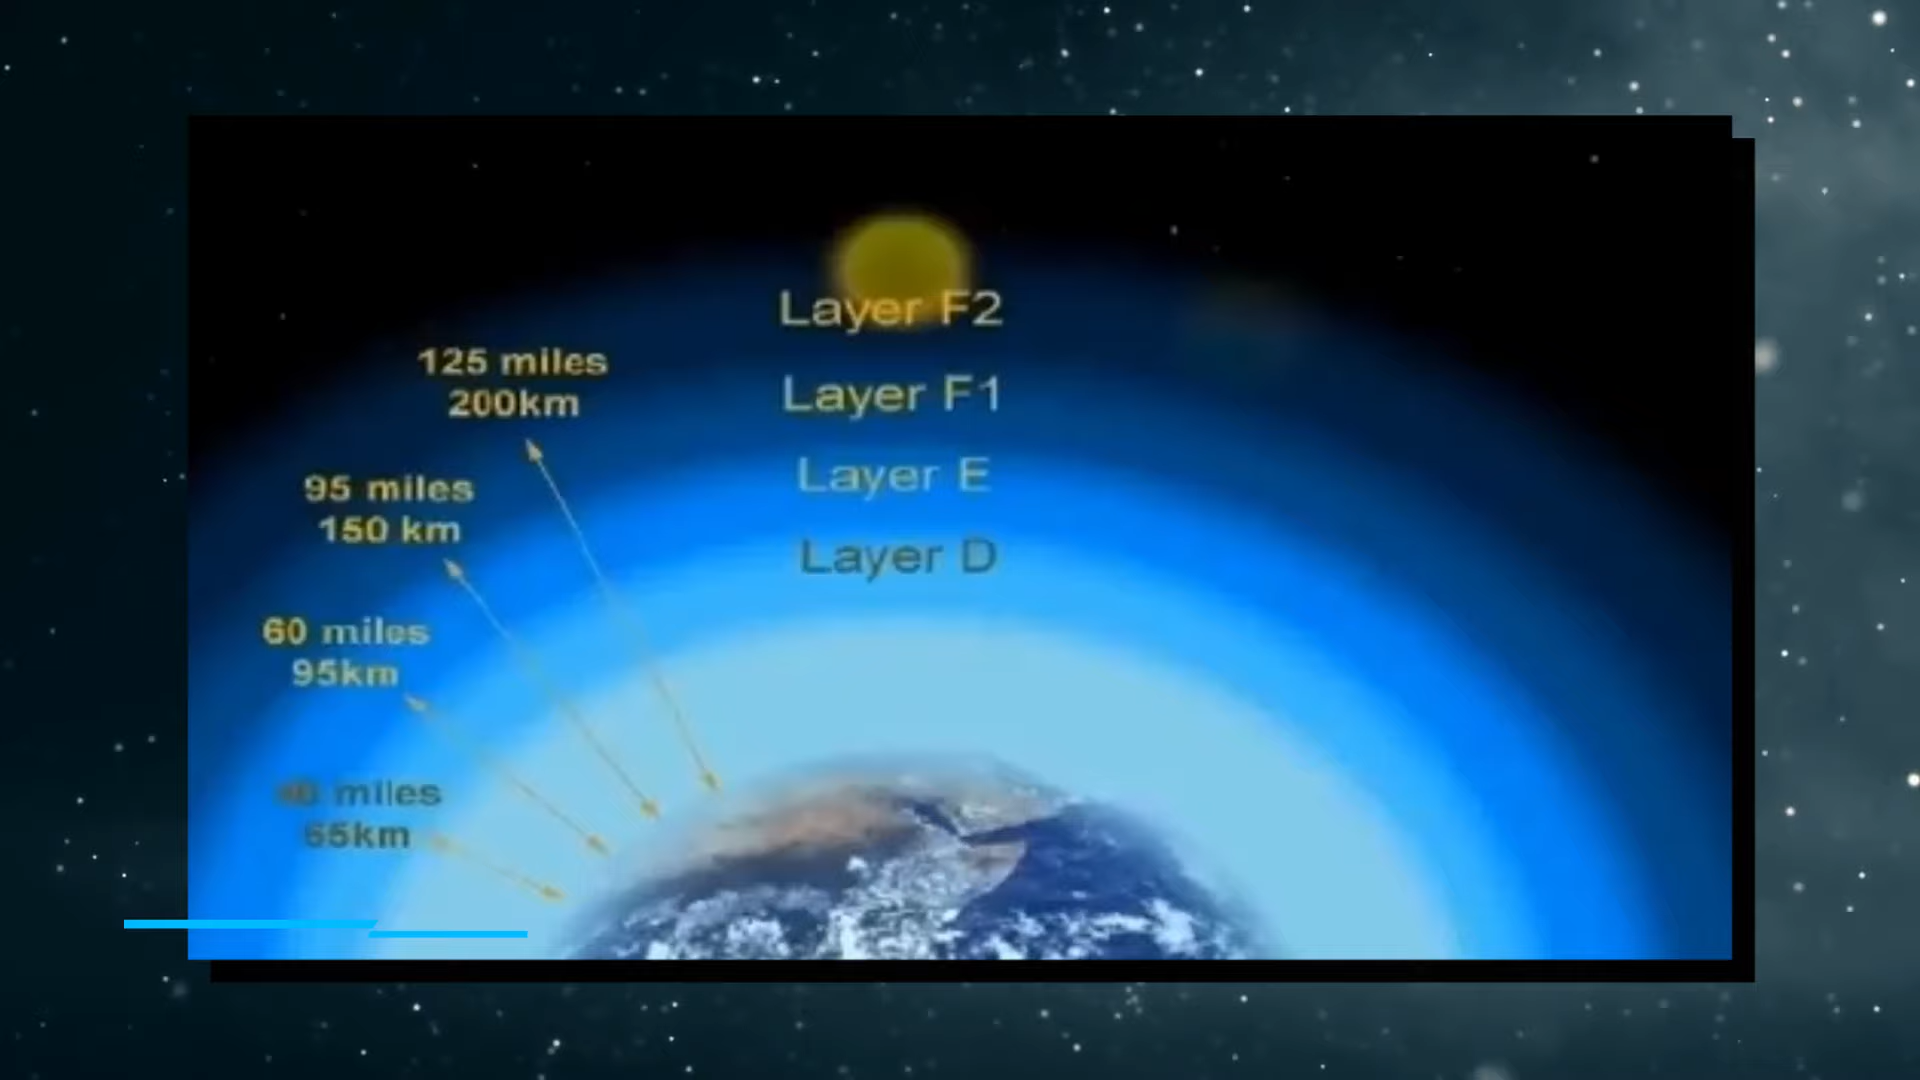 Layer F2
Layer F1
Layer E
Layer D
125 miles
200km
95 miles
150 km
60 miles
95km
miles
65km